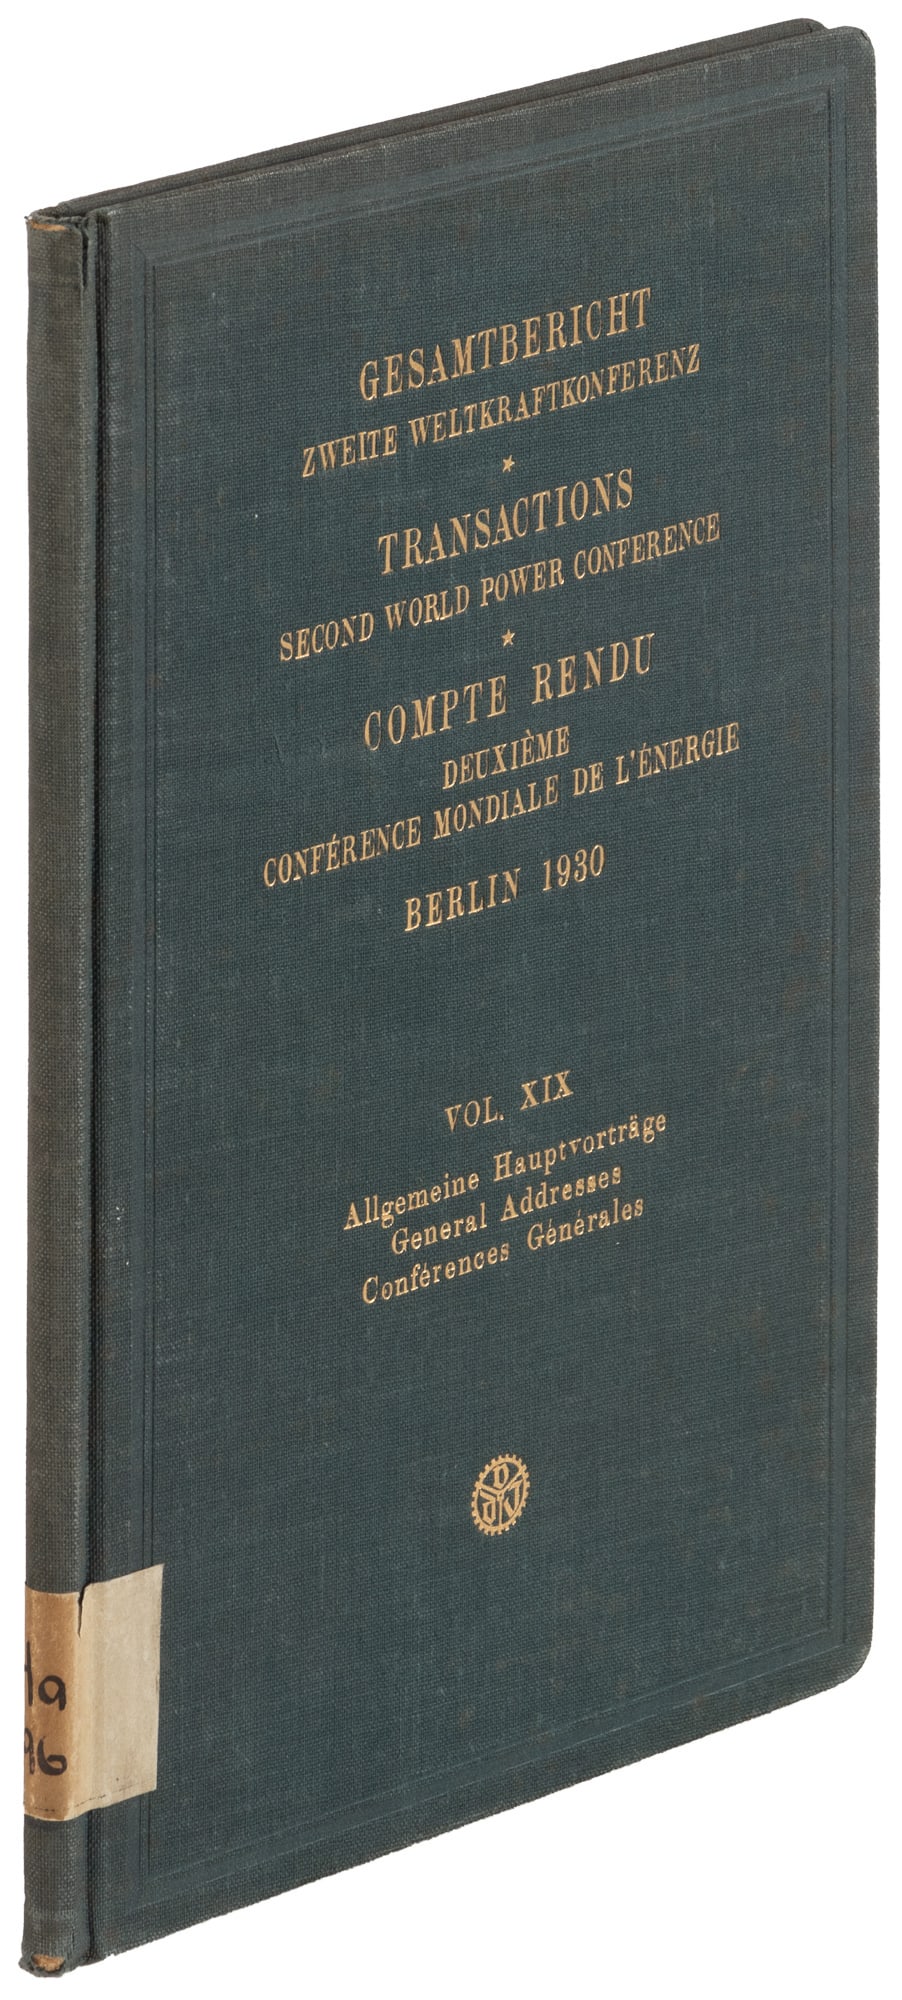 GESAMTBERICHT
ZWEITE WELTKRAFTKONFERENZ
TRANSACTIONS
SECOND WORLD POWER CONFERENCE
COMPTE RENDU
DEUXIÈME
CONFÉRENCE MONDIALE DE L'ÉNERGIE
BERLIN 1930
VOL. XIX
Allgemeine Hauptvorträge
General Addresses
Conférences Générales